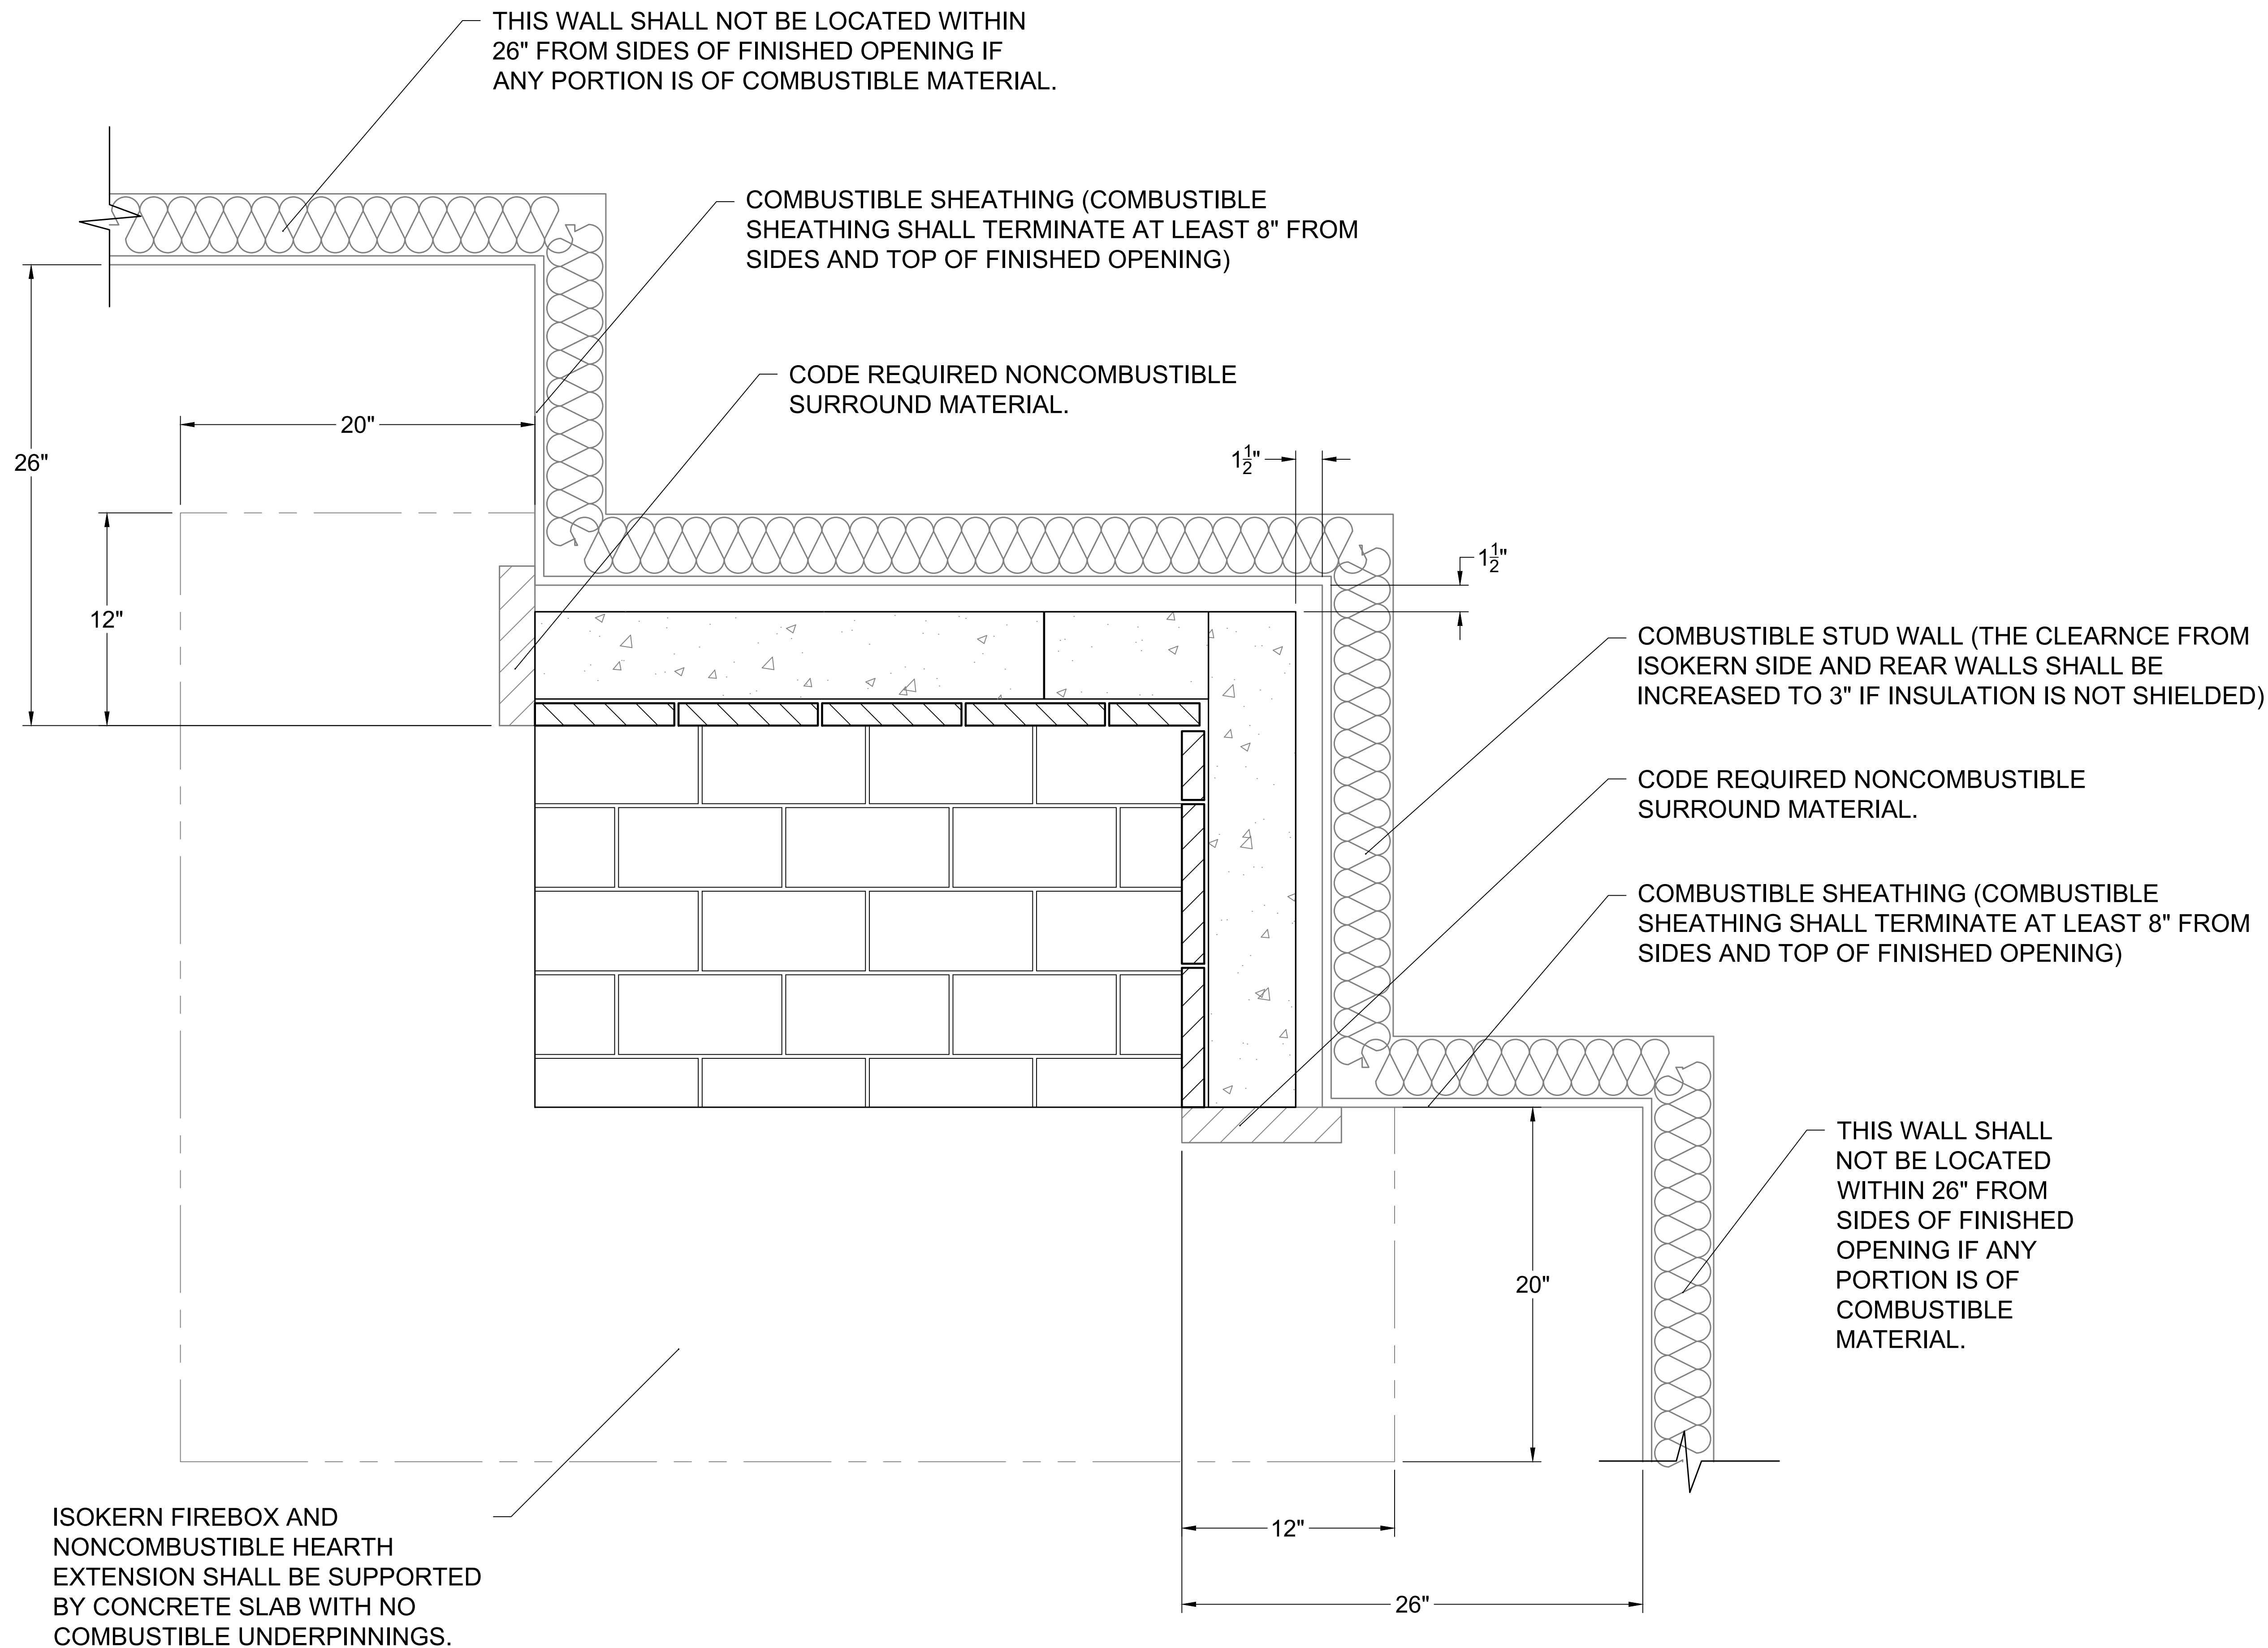 THIS WALL SHALL NOT BE LOCATED WITHIN
26" FROM SIDES OF FINISHED OPENING IF
ANY PORTION IS OF COMBUSTIBLE MATERIAL.
COMBUSTIBLE SHEATHING (COMBUSTIBLE
SHEATHING SHALL TERMINATE AT LEAST 8" FROM
SIDES AND TOP OF FINISHED OPENING)
CODE REQUIRED NONCOMBUSTIBLE
SURROUND MATERIAL.
20"
26"
1 1/2"
1 1/2"
12"
COMBUSTIBLE STUD WALL (THE CLEARNCE FROM
ISOKERN SIDE AND REAR WALLS SHALL BE
INCREASED TO 3" IF INSULATION IS NOT SHIELDED)
CODE REQUIRED NONCOMBUSTIBLE
SURROUND MATERIAL.
COMBUSTIBLE SHEATHING (COMBUSTIBLE
SHEATHING SHALL TERMINATE AT LEAST 8" FROM
SIDES AND TOP OF FINISHED OPENING)
THIS WALL SHALL
NOT BE LOCATED
WITHIN 26" FROM
SIDES OF FINISHED
OPENING IF ANY
PORTION IS OF
COMBUSTIBLE
MATERIAL.
20"
ISOKERN FIREBOX AND
NONCOMBUSTIBLE HEARTH
EXTENSION SHALL BE SUPPORTED
BY CONCRETE SLAB WITH NO
COMBUSTIBLE UNDERPINNINGS.
12"
26"